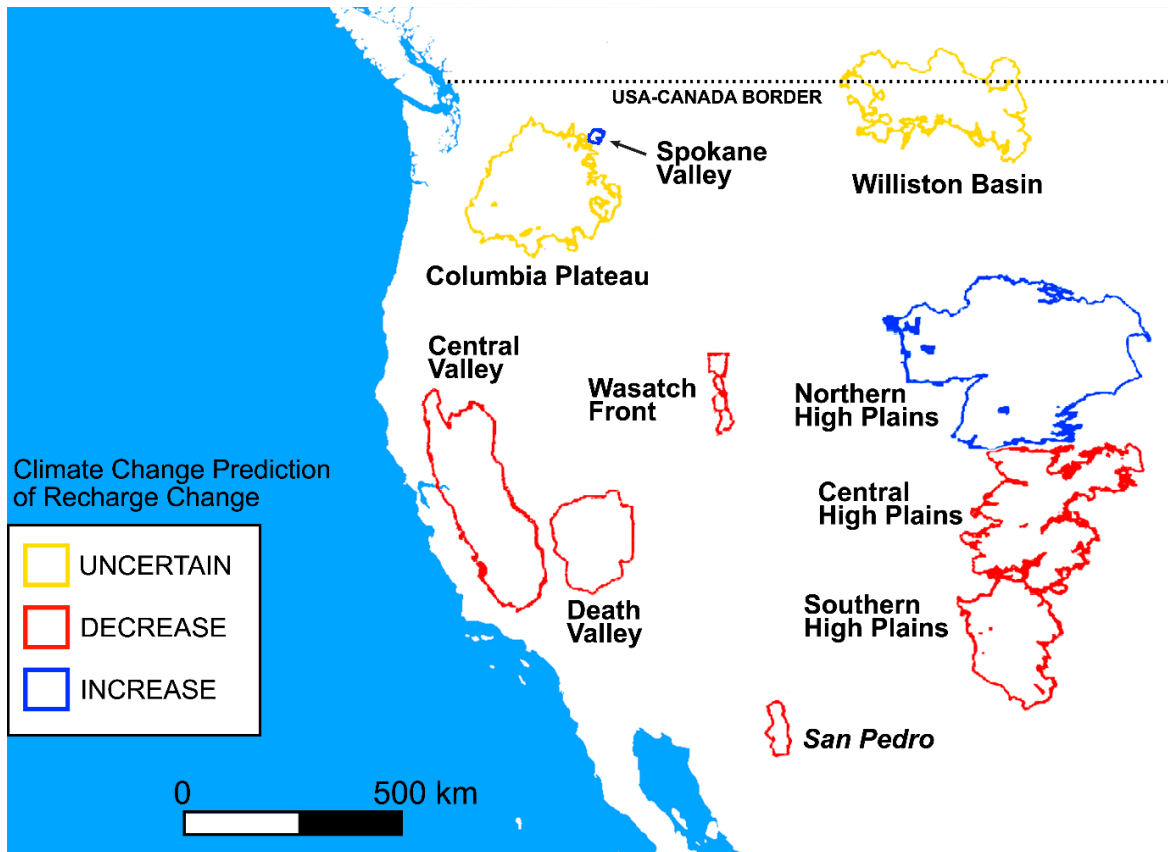 USA-CANADA BORDER
Spokane
Valley
Williston Basin
Columbia Plateau
Central
Valley
Wasatch
Front
Northern
High Plains
Climate Change Prediction
of Recharge Change
Central
High Plains
UNCERTAIN
DECREASE
INCREASE
Death
Valley
Southern
High Plains
San Pedro
0 500 km